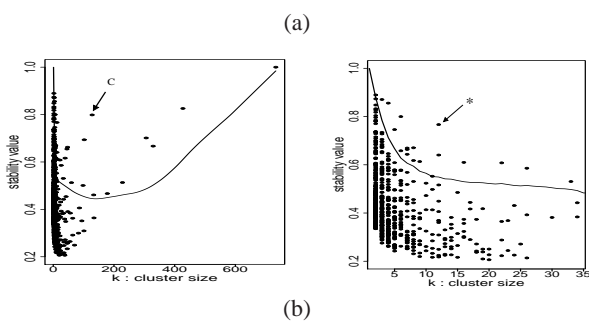 (a)
stability value
0.2 0.4 0.6 0.8 1.0
C
0 200 400 600
k : cluster size
stability value
0.2 0.4 0.6 0.8 1.0
*
5 10 15 20 25 30 35
k : cluster size
(b)